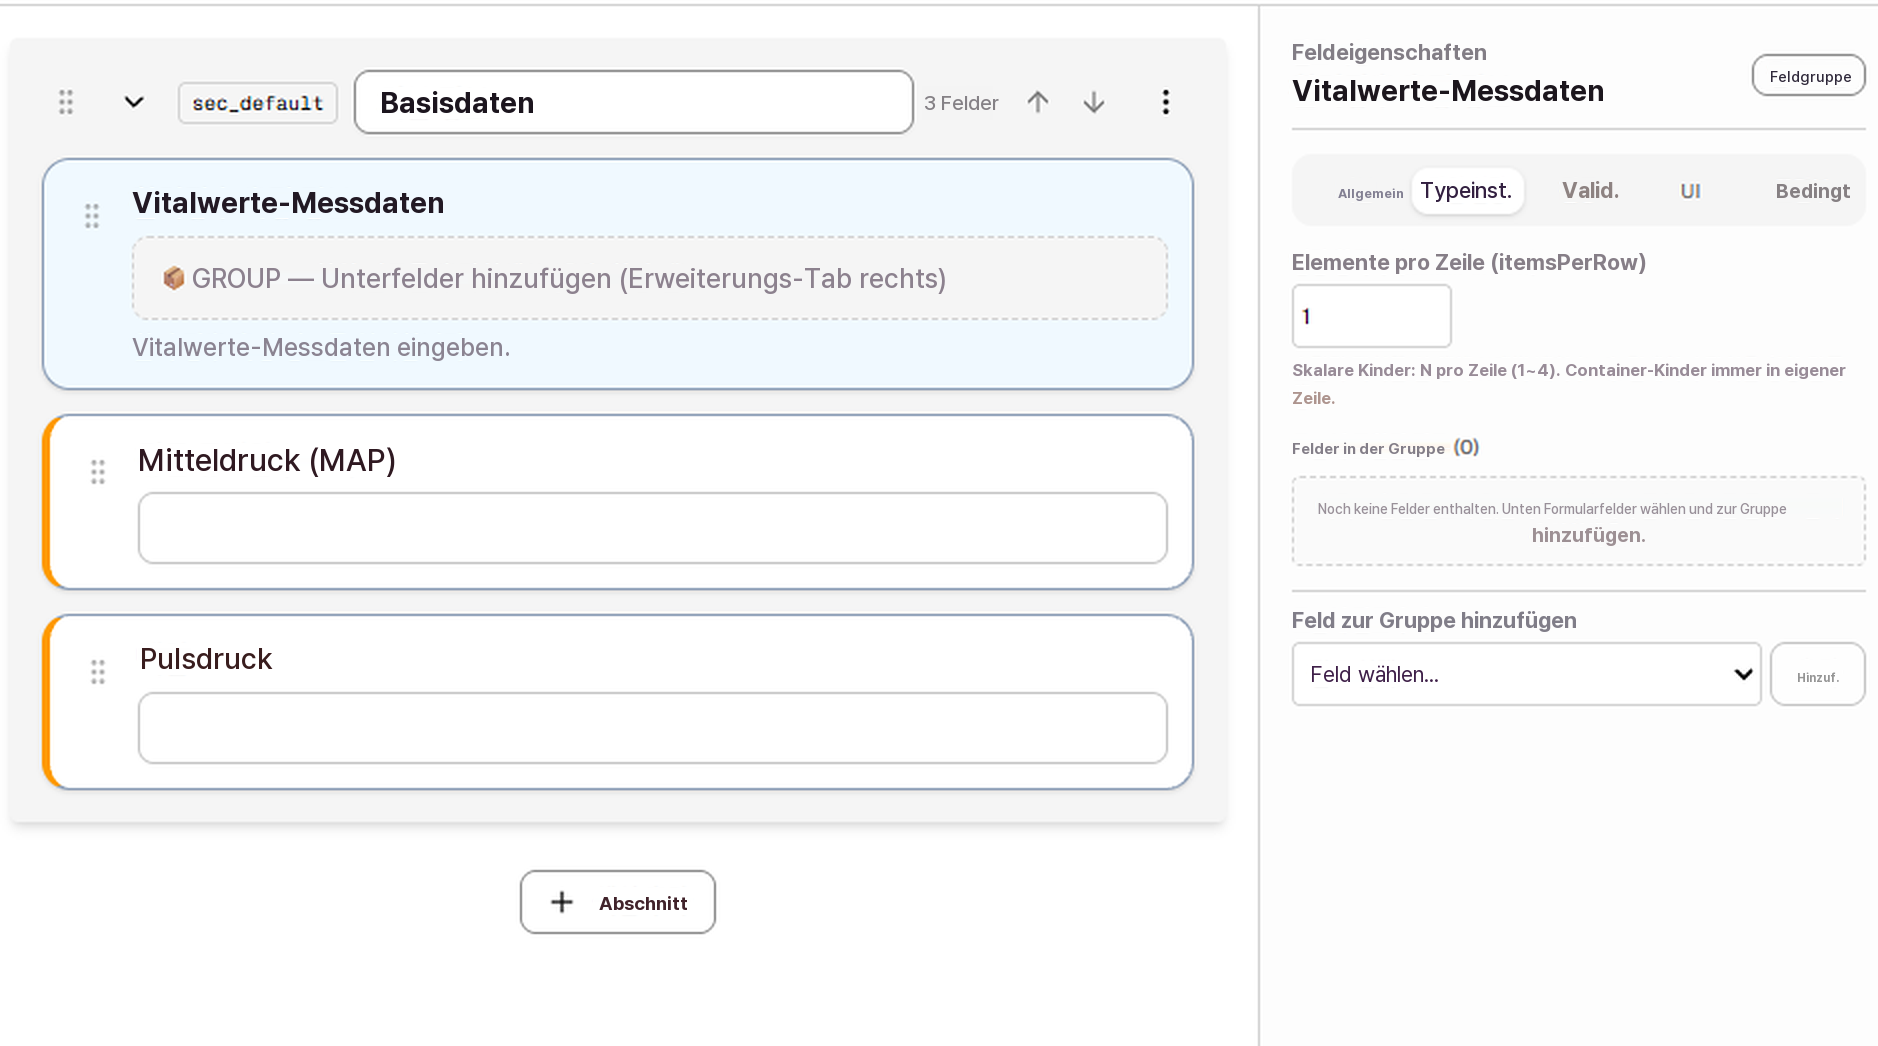 sec_default
Basisdaten
3 Felder
Vitalwerte-Messdaten
GROUP — Unterfelder hinzufügen (Erweiterungs-Tab rechts)
Vitalwerte-Messdaten eingeben.
Mitteldruck (MAP)
Pulsdruck
Abschnitt
Feldeigenschaften
Vitalwerte-Messdaten
Feldgruppe
Allgemein
Typeinst.
Valid.
UI
Bedingt
Elemente pro Zeile (itemsPerRow)
1
Skalare Kinder: N pro Zeile (1~4). Container-Kinder immer in eigener
Zeile.
Felder in der Gruppe (0)
Noch keine Felder enthalten. Unten Formularfelder wählen und zur Gruppe
hinzufügen.
Feld zur Gruppe hinzufügen
Feld wählen...
Hinzuf.